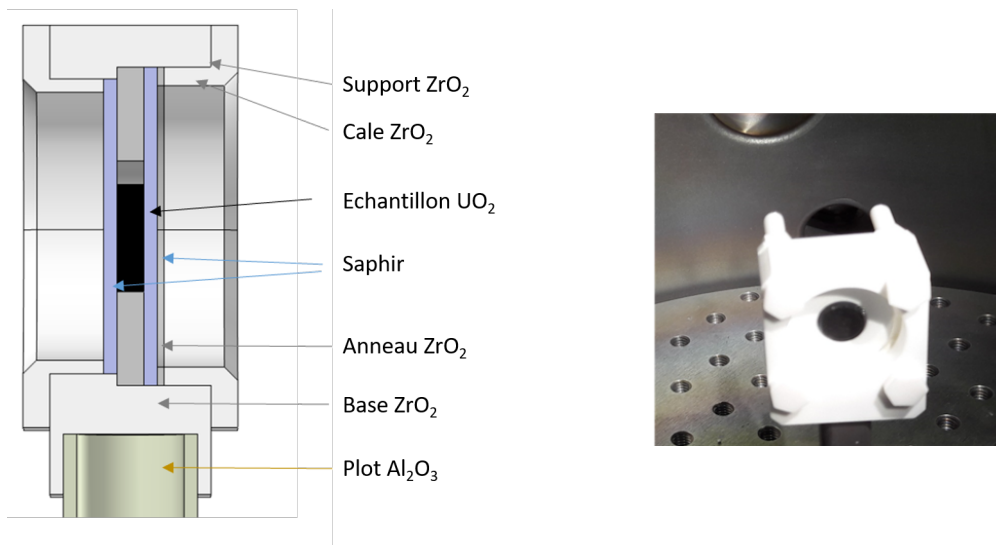 Support ZrO₂
Cale ZrO₂
Echantillon UO₂
Saphir
Anneau ZrO₂
Base ZrO₂
Plot Al₂O₃